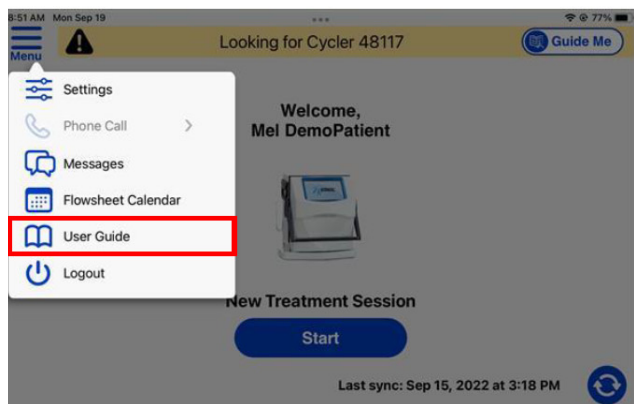 8:51 AM Mon Sep 19
77%
Menu
Looking for Cycler 48117
Guide Me
Settings
Phone Call
Messages
Flowsheet Calendar
User Guide
Logout
Welcome,
Mel DemoPatient
New Treatment Session
Start
Last sync: Sep 15, 2022 at 3:18 PM